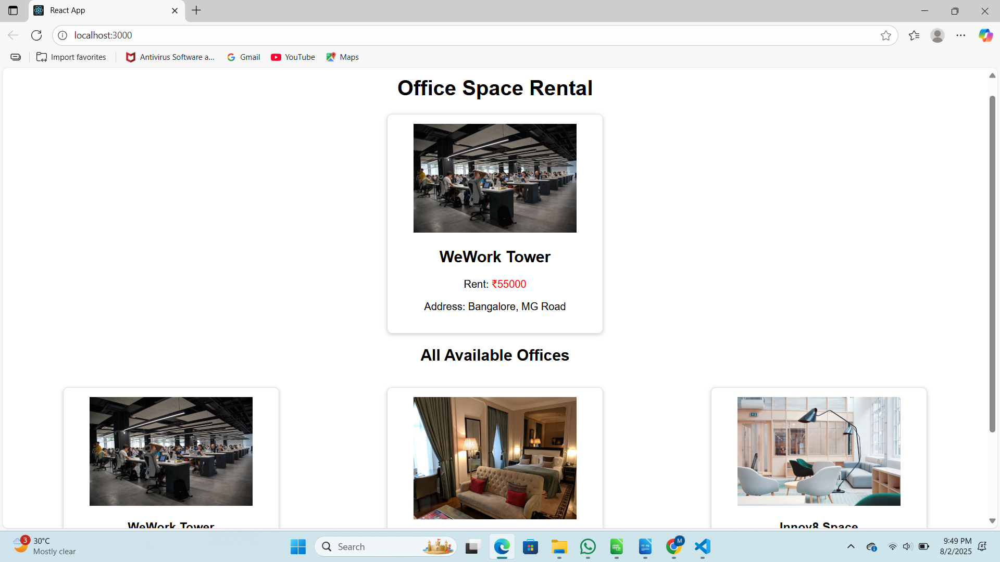 React App
localhost:3000
Import favorites
Antivirus Software a...
Gmail
YouTube
Maps
Office Space Rental
WeWork Tower
Rent: ₹55000
Address: Bangalore, MG Road
All Available Offices
WeWork Tower
Innov8 Space
3
30°C
Mostly clear
Search
M
9:49 PM
8/2/2025